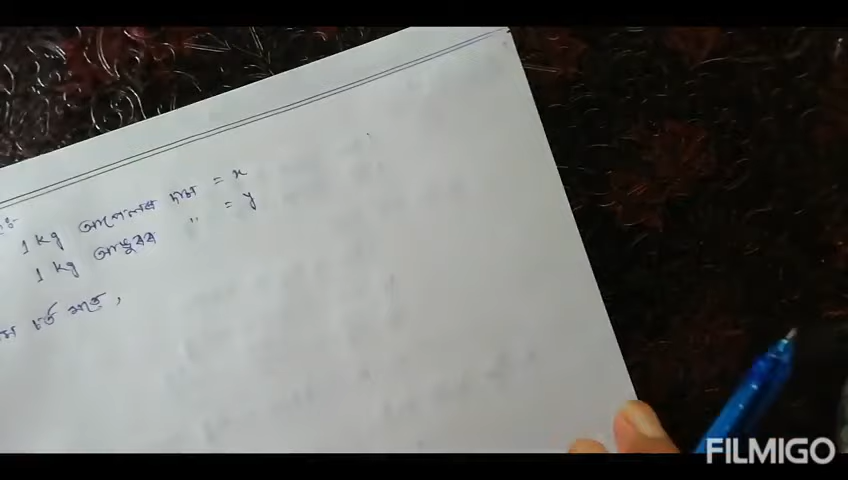 1 kg আপেলৰ দাম = x
1 kg আঙুৰৰ " = y
চৰ্ত মতে,
FILMIGO